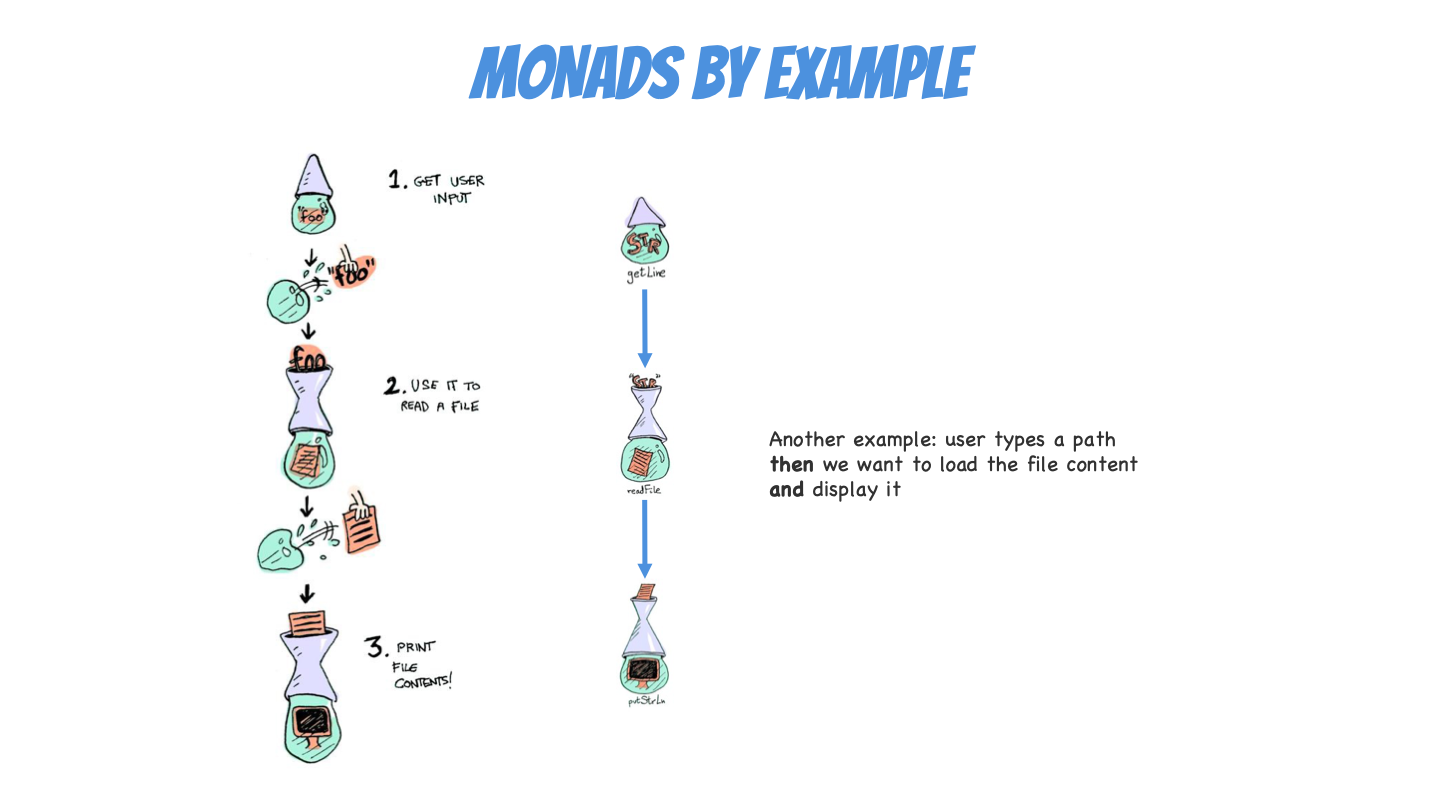 MONADS BY EXAMPLE
1. GET USER
INPUT
"foo"
"foo"
foo
2. USE IT TO
READ A FILE
3. PRINT
FILE
CONTENTS!
STR
getLine
"STR"
readFile
putStrLn
Another example: user types a path
then we want to load the file content
and display it